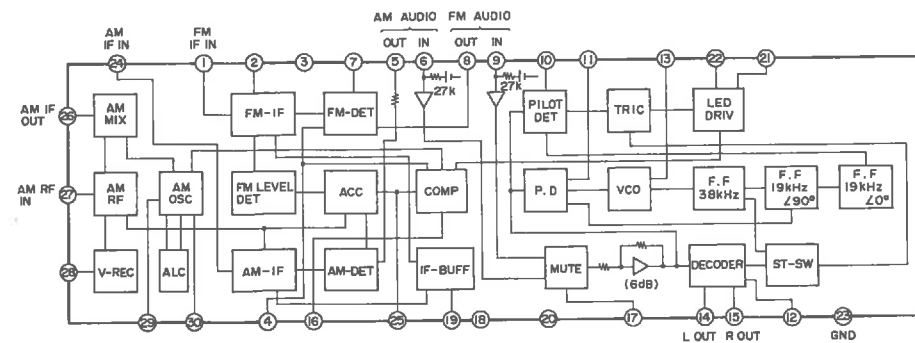 AM AUDIO FM AUDIO
AM IF IN
FM IF IN
OUT IN OUT IN
24 1 2 3 7 5 6 8 9 10 11 13 22 21
27k 27k
AM IF OUT
26
AM MIX
FM-IF
FM-DET
PILOT DET
TRIC
LED DRIV
AM RF IN
27
AM RF
AM OSC
FM LEVEL DET
ACC
COMP
P.D
VCO
F.F 38kHz
F.F 19kHz ∠90°
F.F 19kHz ∠0°
28
V-REC
ALC
AM-IF
AM-DET
IF-BUFF
MUTE
(6dB)
DECODER
ST-SW
29 30 4 16 25 19 18 20 17 14 15 12 23
L OUT R OUT GND